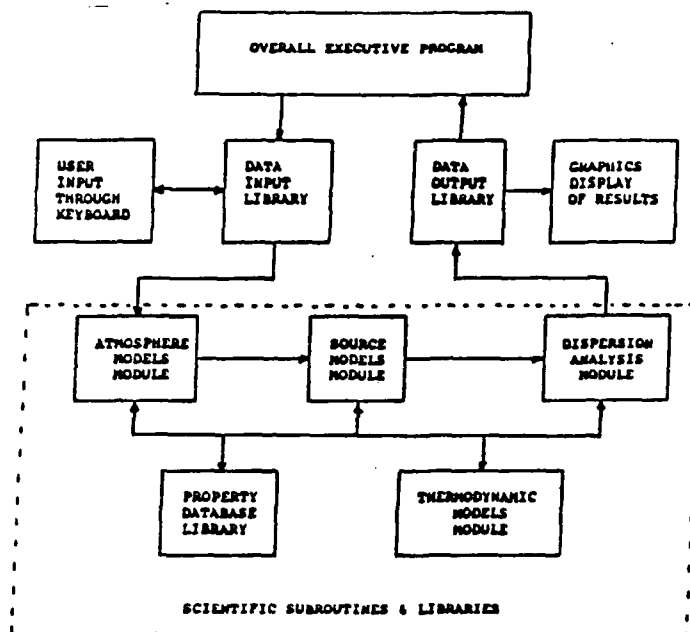 OVERALL EXECUTIVE PROGRAM
USER
INPUT
THROUGH
KEYBOARD
DATA
INPUT
LIBRARY
DATA
OUTPUT
LIBRARY
GRAPHICS
DISPLAY
OF RESULTS
ATMOSPHERE
MODELS
MODULE
SOURCE
MODELS
MODULE
DISPERSION
ANALYSIS
MODULE
PROPERTY
DATABASE
LIBRARY
THERMODYNAMIC
MODELS
MODULE
SCIENTIFIC SUBROUTINES & LIBRARIES